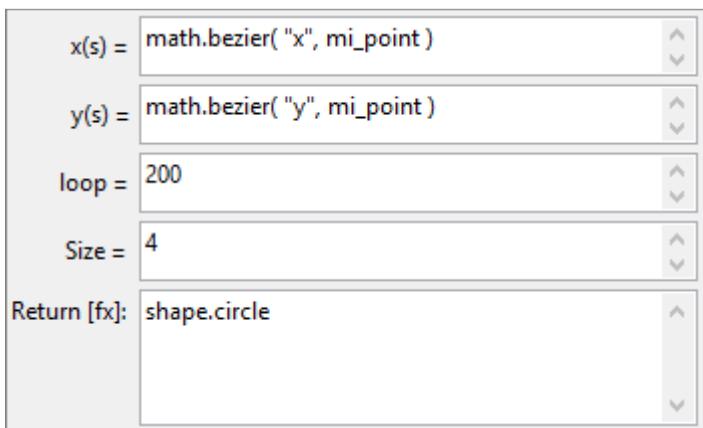 x(s) = math.bezier( "x", mi_point )
y(s) = math.bezier( "y", mi_point )
loop = 200
Size = 4
Return [fx]: shape.circle